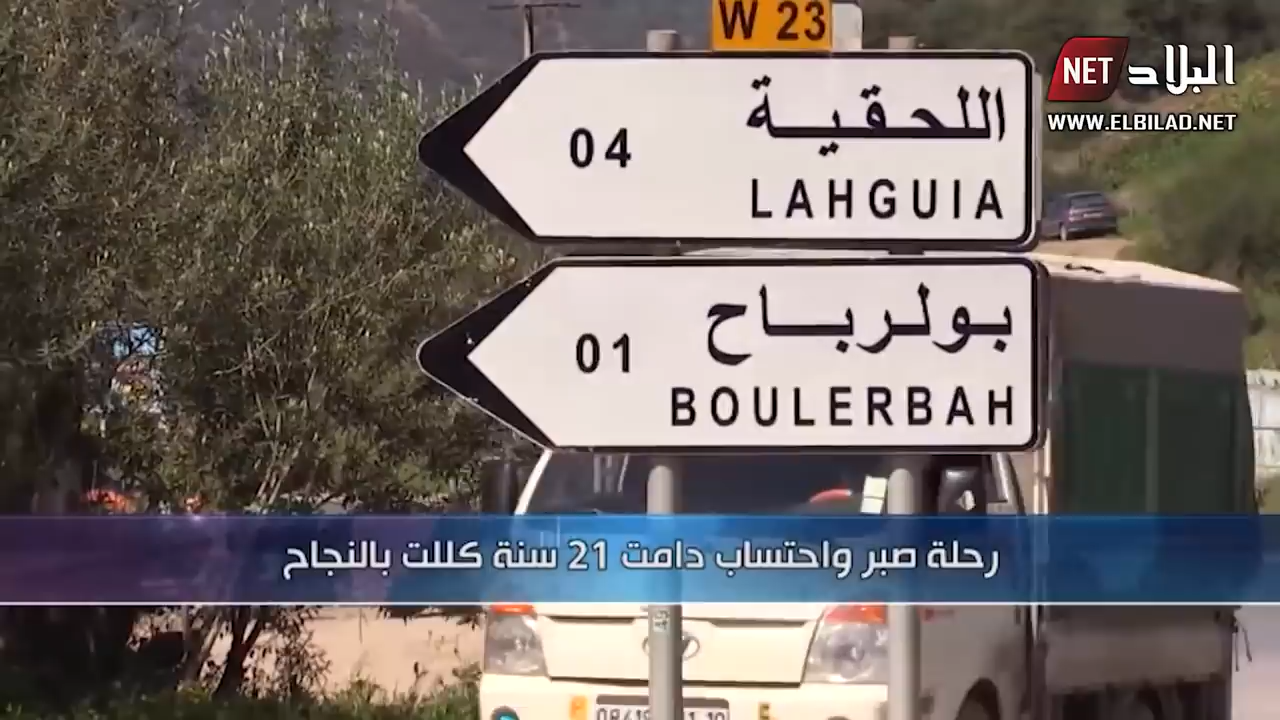 W 23
NET البلاد
WWW.ELBILAD.NET
اللحقية
04
LAHGUIA
بولرباح
01
BOULERBAH
رحلة صبر واحتساب دامت 21 سنة كللت بالنجاح